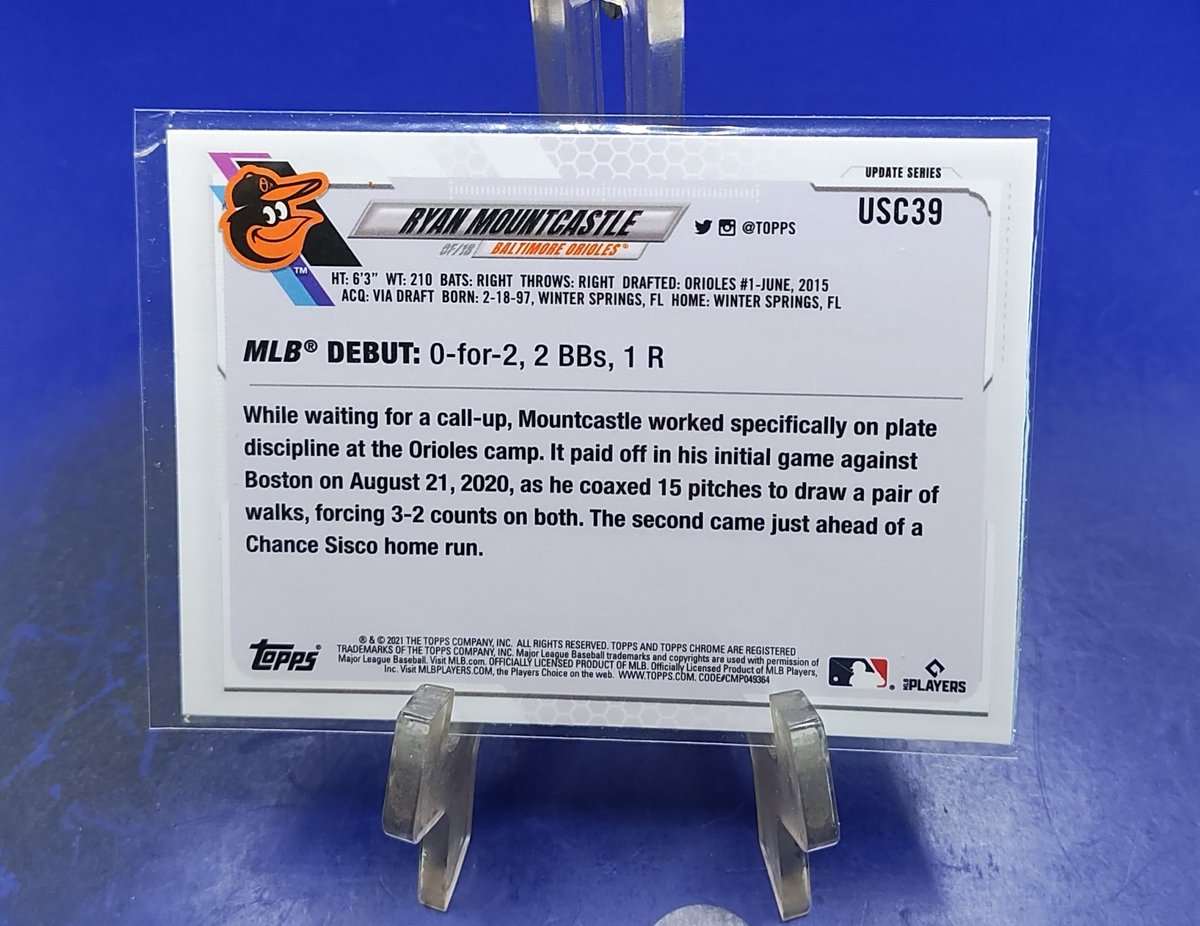 UPDATE SERIES
USC39
RYAN MOUNTCASTLE
@TOPPS
OF/1B BALTIMORE ORIOLES®
TM
HT: 6'3" WT: 210 BATS: RIGHT THROWS: RIGHT DRAFTED: ORIOLES #1-JUNE, 2015
ACQ: VIA DRAFT BORN: 2-18-97, WINTER SPRINGS, FL HOME: WINTER SPRINGS, FL
MLB® DEBUT: 0-for-2, 2 BBs, 1 R
While waiting for a call-up, Mountcastle worked specifically on plate
discipline at the Orioles camp. It paid off in his initial game against
Boston on August 21, 2020, as he coaxed 15 pitches to draw a pair of
walks, forcing 3-2 counts on both. The second came just ahead of a
Chance Sisco home run.
TOPPS®
® & © 2021 THE TOPPS COMPANY, INC. ALL RIGHTS RESERVED. TOPPS AND TOPPS CHROME ARE REGISTERED
TRADEMARKS OF THE TOPPS COMPANY, INC. Major League Baseball trademarks and copyrights are used with permission of
Major League Baseball. Visit MLB.com. OFFICIALLY LICENSED PRODUCT OF MLB. Officially Licensed Product of MLB Players,
Inc. Visit MLBPLAYERS.COM, the Players Choice on the web. WWW.TOPPS.COM. CODE#CMP049364
MLB PLAYERS